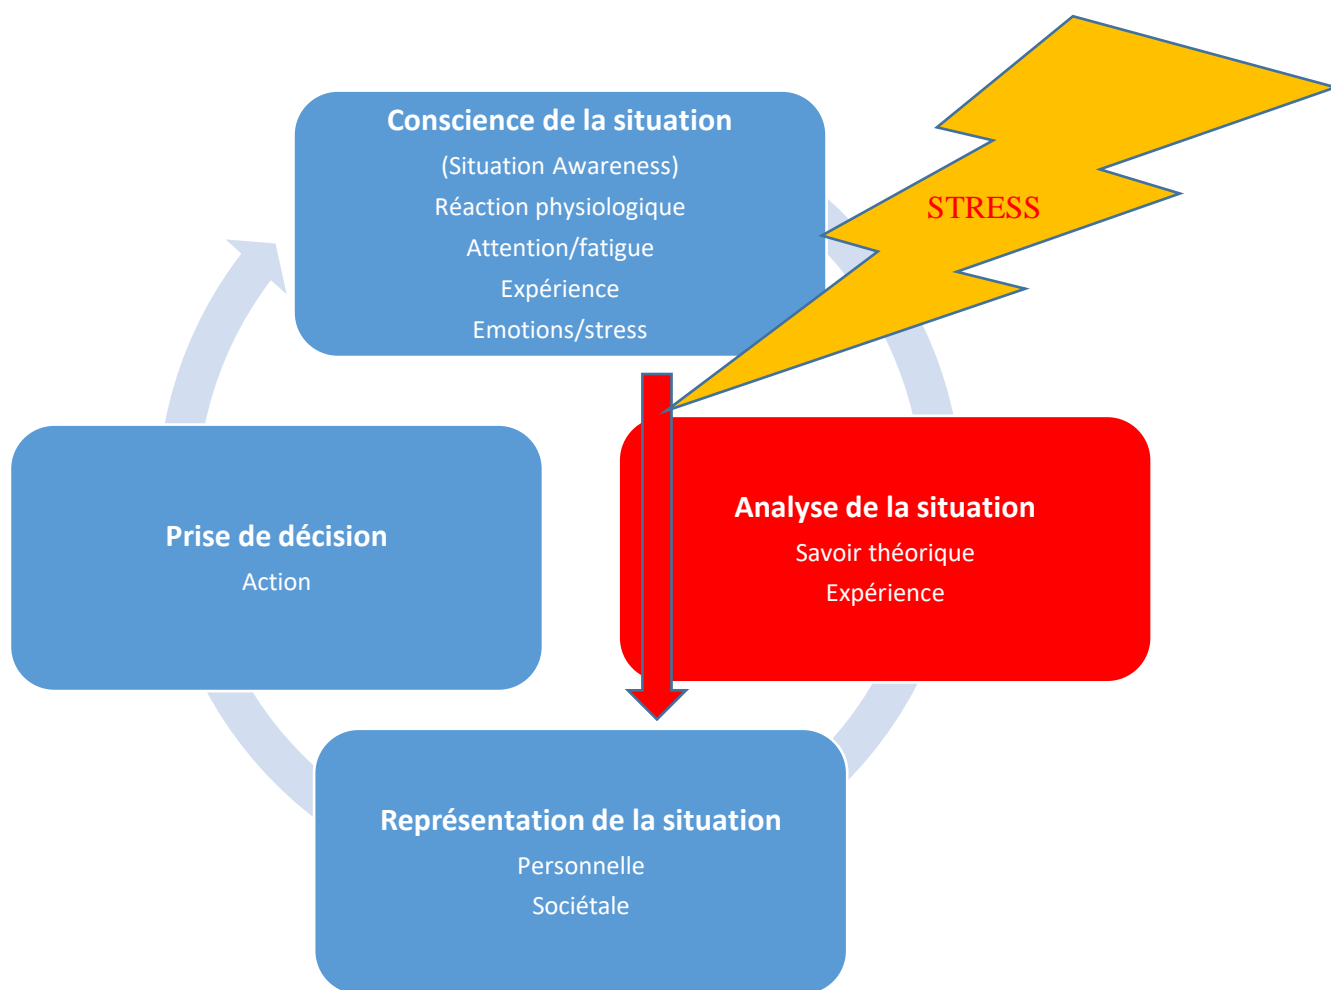 Conscience de la situation
(Situation Awareness)
Réaction physiologique
Attention/fatigue
Expérience
Emotions/stress
STRESS
Analyse de la situation
Savoir théorique
Expérience
Représentation de la situation
Personnelle
Sociétale
Prise de décision
Action